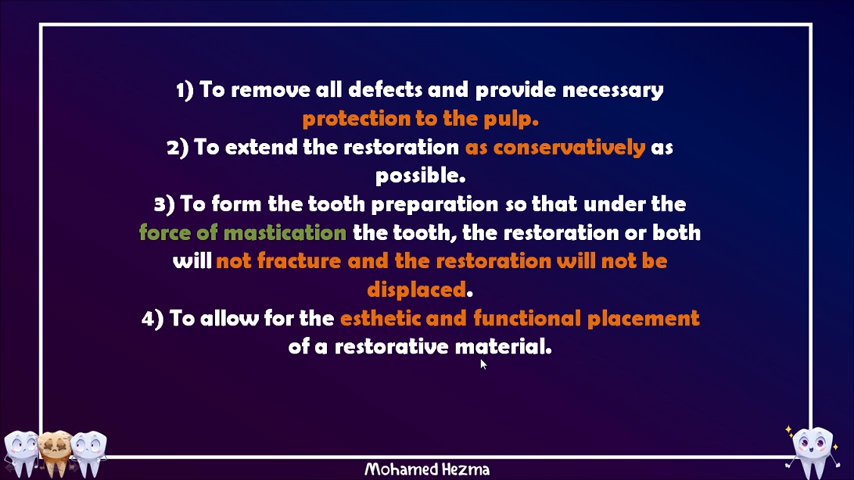 1) To remove all defects and provide necessary
protection to the pulp.
2) To extend the restoration as conservatively as
possible.
3) To form the tooth preparation so that under the
force of mastication the tooth, the restoration or both
will not fracture and the restoration will not be
displaced.
4) To allow for the esthetic and functional placement
of a restorative material.
Mohamed Hezma